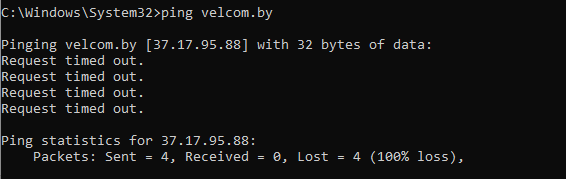 C:\Windows\System32>ping velcom.by
Pinging velcom.by [37.17.95.88] with 32 bytes of data:
Request timed out.
Request timed out.
Request timed out.
Request timed out.
Ping statistics for 37.17.95.88:
    Packets: Sent = 4, Received = 0, Lost = 4 (100% loss),